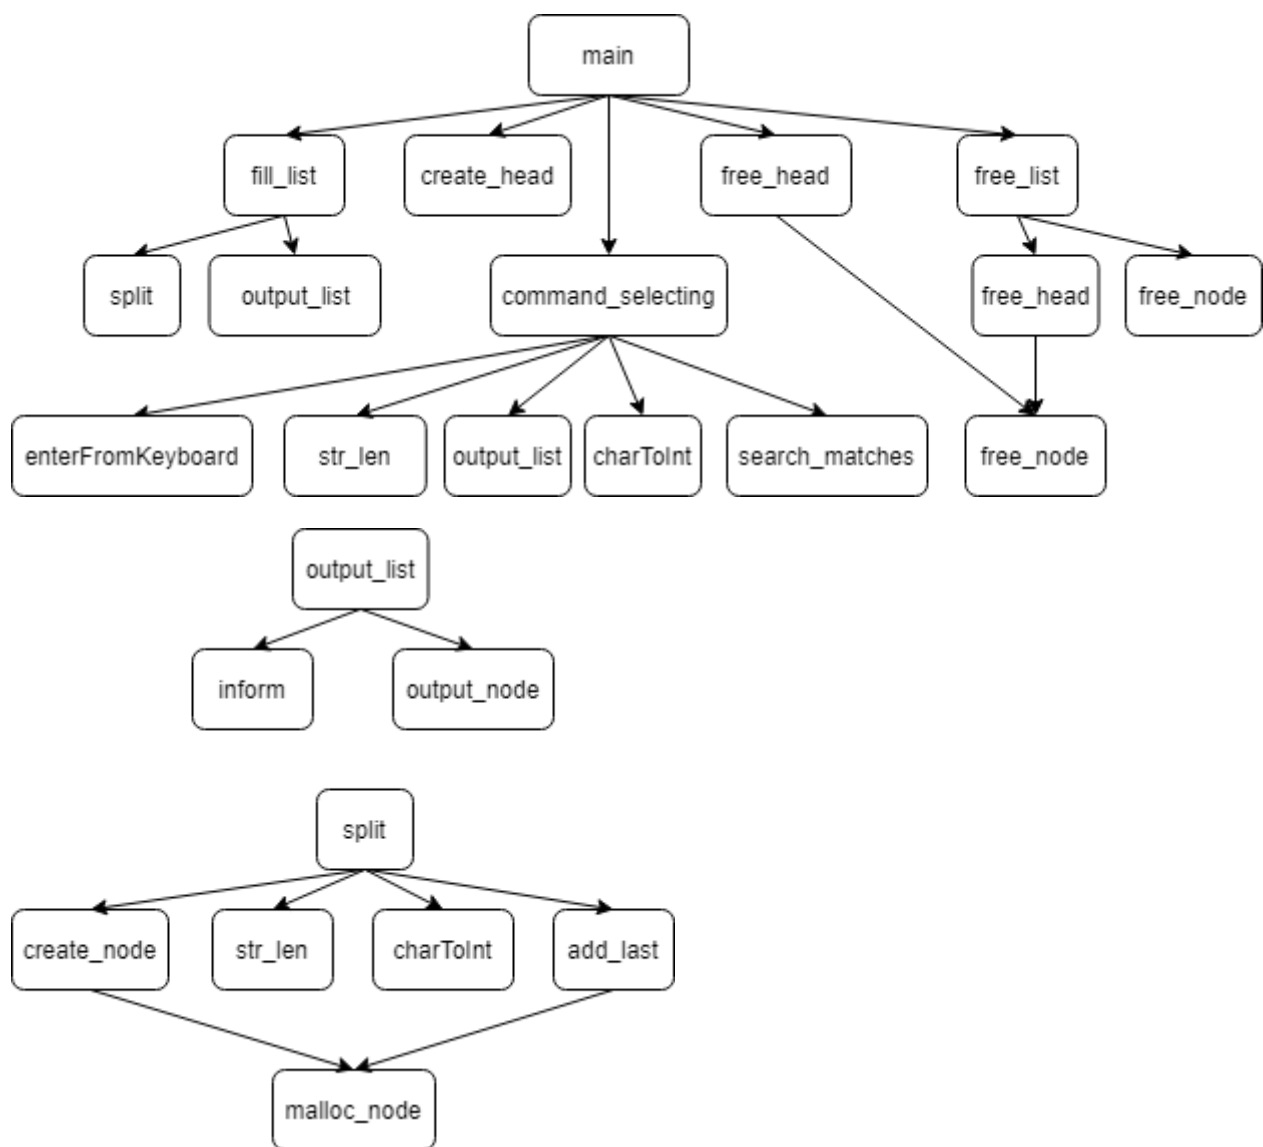 main
fill_list
create_head
free_head
free_list
split
output_list
command_selecting
free_head
free_node
enterFromKeyboard
str_len
output_list
charToInt
search_matches
free_node
output_list
inform
output_node
split
create_node
str_len
charToInt
add_last
malloc_node